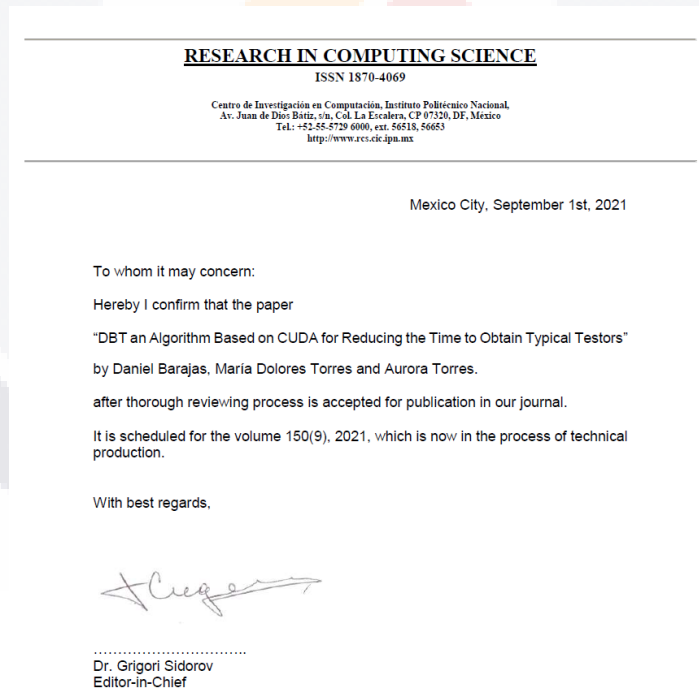 RESEARCH IN COMPUTING SCIENCE
ISSN 1870-4069
Centro de Investigación en Computación, Instituto Politécnico Nacional,
Av. Juan de Dios Bátiz, s/n, Col. La Escalera, CP 07320, DF, México
Tel.: +52-55-5729 6000, ext. 56518, 56653
http://www.rcs.cic.ipn.mx
Mexico City, September 1st, 2021
To whom it may concern:
Hereby I confirm that the paper
“DBT an Algorithm Based on CUDA for Reducing the Time to Obtain Typical Testors”
by Daniel Barajas, María Dolores Torres and Aurora Torres.
after thorough reviewing process is accepted for publication in our journal.
It is scheduled for the volume 150(9), 2021, which is now in the process of technical
production.
With best regards,
…………………………..
Dr. Grigori Sidorov
Editor-in-Chief